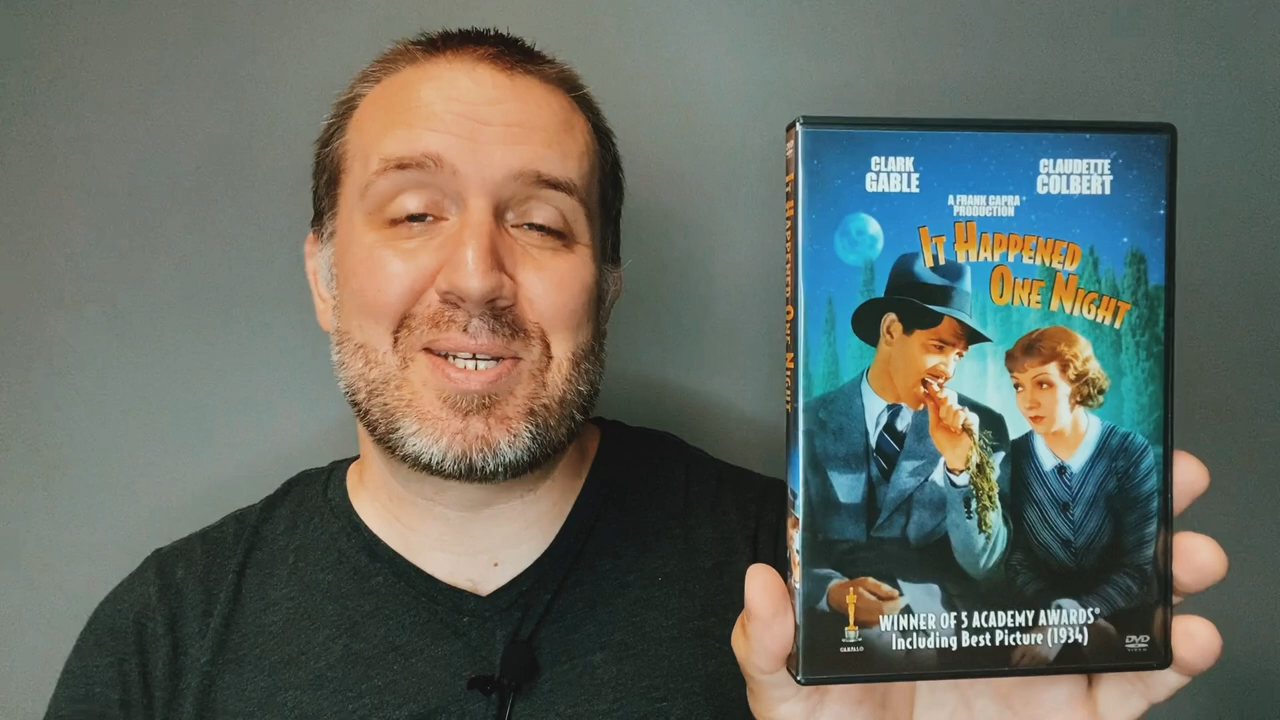 IT HAPPENED ONE NIGHT
CLARK
GABLE
CLAUDETTE
COLBERT
A FRANK CAPRA
PRODUCTION
IT HAPPENED
ONE NIGHT
WINNER OF 5 ACADEMY AWARDS®
Including Best Picture (1934)
DVD
VIDEO